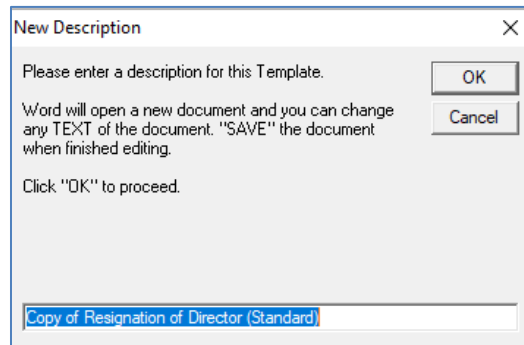 New Description
Please enter a description for this Template.
OK
Word will open a new document and you can change
any TEXT of the document. "SAVE" the document
when finished editing.
Cancel
Click "OK" to proceed.
Copy of Resignation of Director (Standard)